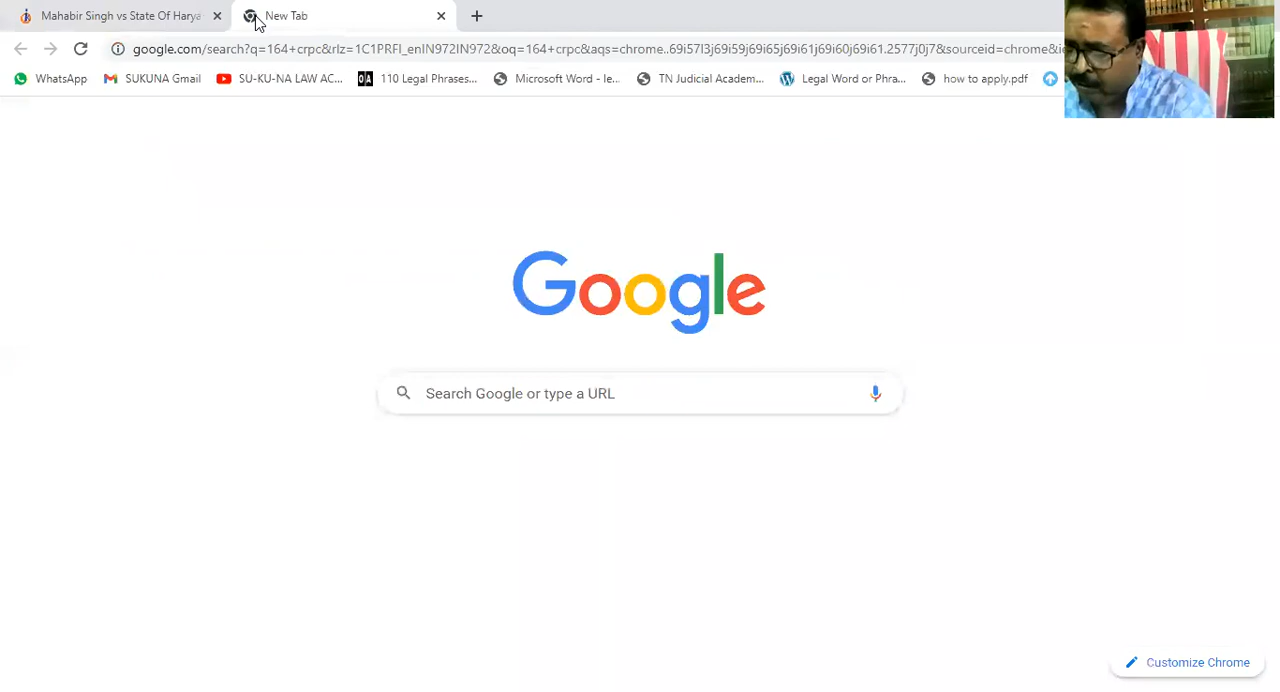 Mahabir Singh vs State Of Harya
New Tab
google.com/search?q=164+crpc&rlz=1C1PRFI_enIN972IN972&oq=164+crpc&aqs=chrome..69i57l3j69i59j69i65j69i61j69i60j69i61.2577j0j7&sourceid=chrome&i
WhatsApp SUKUNA Gmail SU-KU-NA LAW AC... 110 Legal Phrases... Microsoft Word - le... TN Judicial Academ... Legal Word or Phra... how to apply.pdf
Google
Search Google or type a URL
Customize Chrome